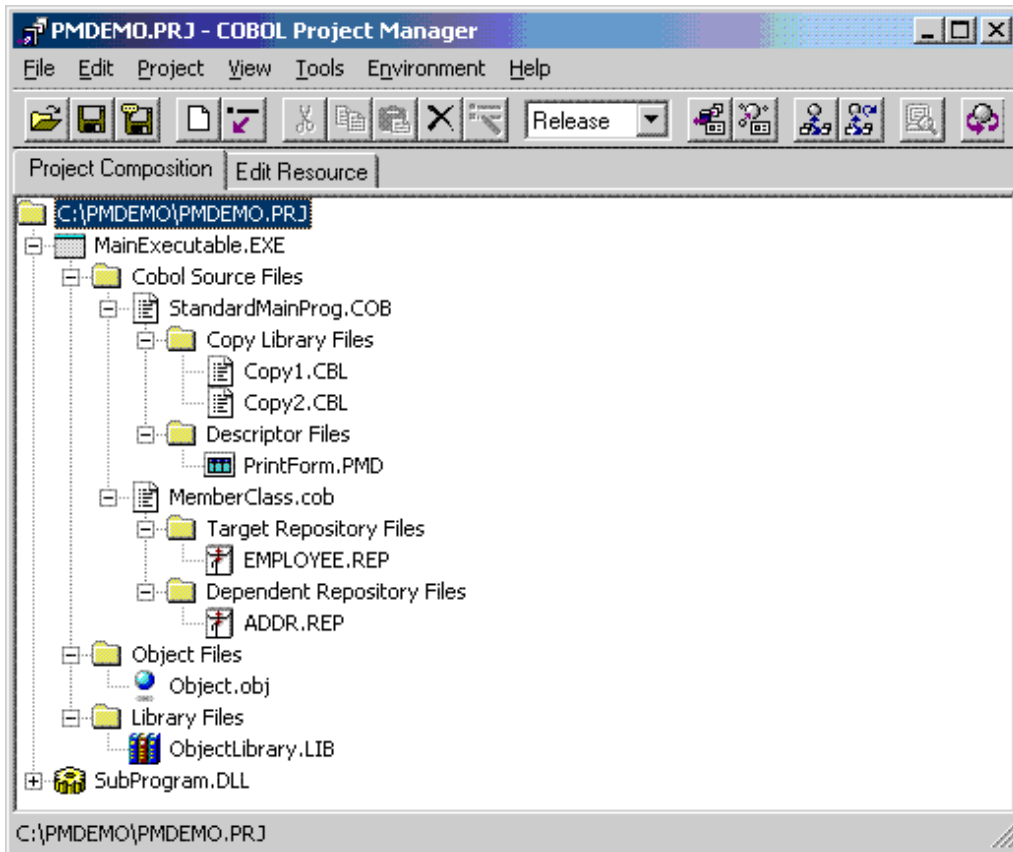 PMDEMO.PRJ - COBOL Project Manager
File Edit Project View Tools Environment Help
Release
Project Composition Edit Resource
C:\PMDEMO\PMDEMO.PRJ
MainExecutable.EXE
Cobol Source Files
StandardMainProg.COB
Copy Library Files
Copy1.CBL
Copy2.CBL
Descriptor Files
PrintForm.PMD
MemberClass.cob
Target Repository Files
EMPLOYEE.REP
Dependent Repository Files
ADDR.REP
Object Files
Object.obj
Library Files
ObjectLibrary.LIB
SubProgram.DLL
C:\PMDEMO\PMDEMO.PRJ